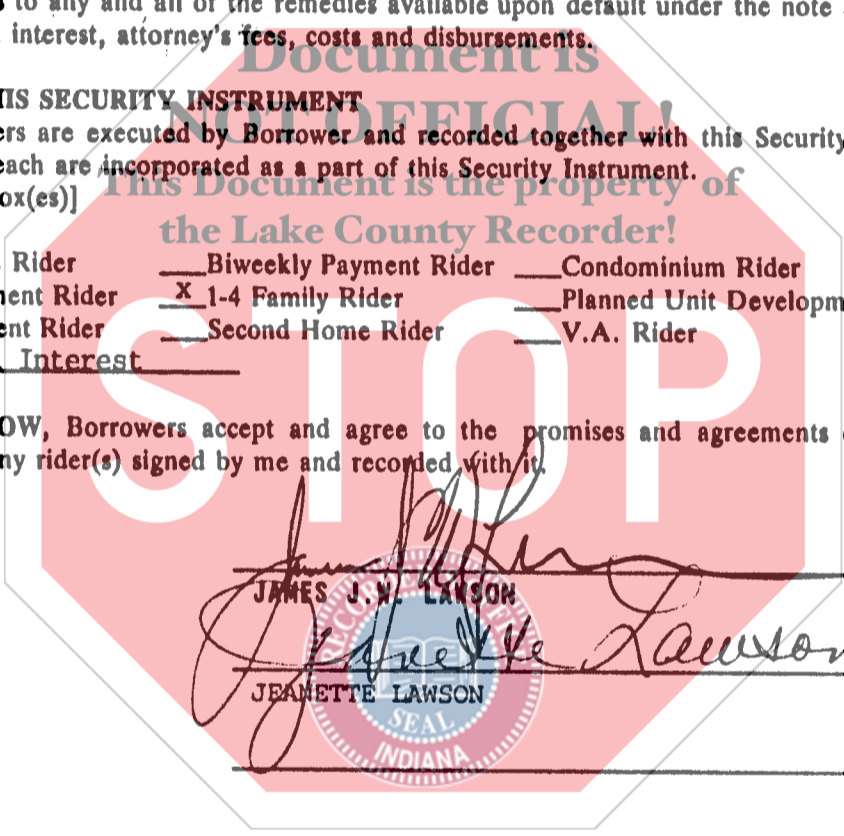 to any and all of the remedies available upon default under the note
interest, attorney's fees, costs and disbursements.
Document is
IS SECURITY INSTRUMENT
NOT OFFICIAL!
ers are executed by Borrower and recorded together with this Security
each are incorporated as a part of this Security Instrument.
This Document is the property of
ox(es)]
the Lake County Recorder!
Rider ___Biweekly Payment Rider ___Condominium Rider
ment Rider _x_1-4 Family Rider ___Planned Unit Developm
ent Rider ___Second Home Rider ___V.A. Rider
Interest
STOP
OW, Borrowers accept and agree to the promises and agreements
ny rider(s) signed by me and recorded with it.
JAMES J. LAWSON
Jeanette Lawson
JEANETTE LAWSON
SEAL
INDIANA